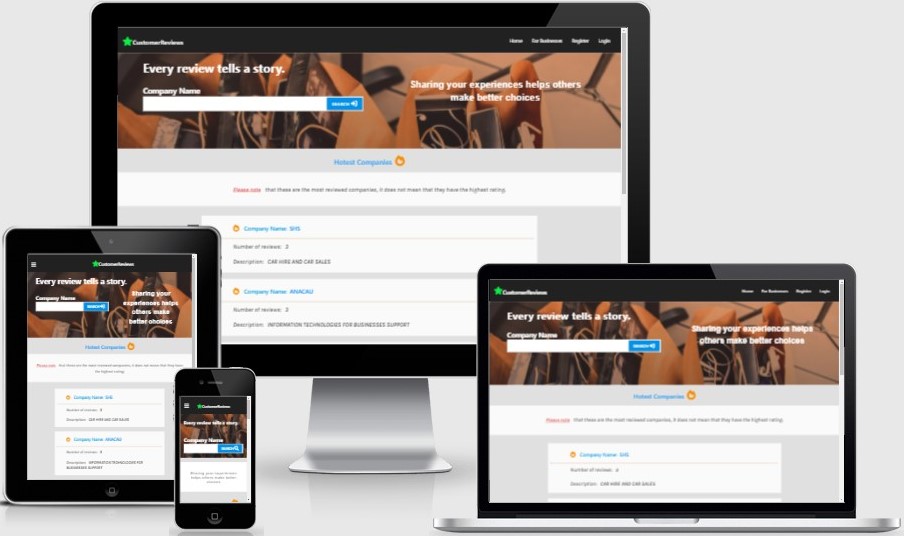 CustomerReviews
Home For Businesses Register Login
Every review tells a story.
Company Name
SEARCH
Sharing your experiences helps others
make better choices
Hotest Companies
Please note that these are the most reviewed companies, it does not mean that they have the highest rating.
Company Name: SHS
Number of reviews: 3
Description: CAR HIRE AND CAR SALES
Company Name: ANACAU
Number of reviews: 3
Description: INFORMATION TECHNOLOGIES FOR BUSINESSES SUPPORT
CustomerReviews
Every review tells a story.
Company Name
SEARCH
Sharing your
experiences helps
others make
better choices
Hotest Companies
Please note that these are the most reviewed companies, it does not mean that they have
the highest rating.
Company Name: SHS
Number of reviews: 3
Description: CAR HIRE AND CAR SALES
Company Name: ANACAU
Number of reviews: 3
Description: INFORMATION TECHNOLOGIES FOR
BUSINESSES SUPPORT
CustomerReviews
Every review tells a story.
Company Name
SEARCH
Sharing your experiences
helps others make better
choices
CustomerReviews
Home For Businesses Register Login
Every review tells a story.
Company Name
SEARCH
Sharing your experiences helps
others make better choices
Hotest Companies
Please note that these are the most reviewed companies, it does not mean that they have the highest rating.
Company Name: SHS
Number of reviews: 3
Description: CAR HIRE AND CAR SALES